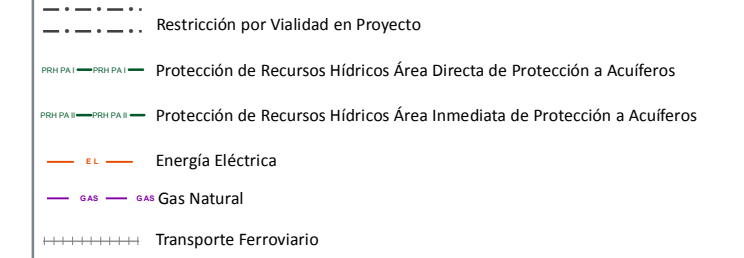 Restricción por Vialidad en Proyecto
PRH PA I PRH PA I Protección de Recursos Hídricos Área Directa de Protección a Acuíferos
PRH PA II PRH PA II Protección de Recursos Hídricos Área Inmediata de Protección a Acuíferos
EL Energía Eléctrica
GAS GAS Gas Natural
Transporte Ferroviario